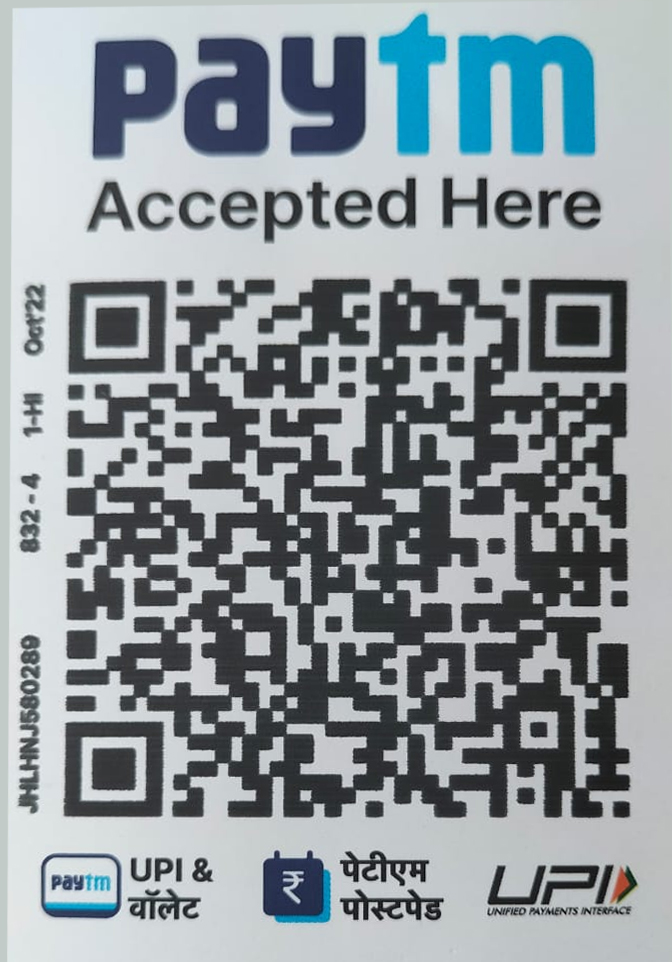 paytm
Accepted Here
Oct'22
1-HI
832 - 4
JHLHNJ580289
paytm
UPI &
वॉलेट
₹
पेटीएम
पोस्टपेड
UPI
UNIFIED PAYMENTS INTERFACE